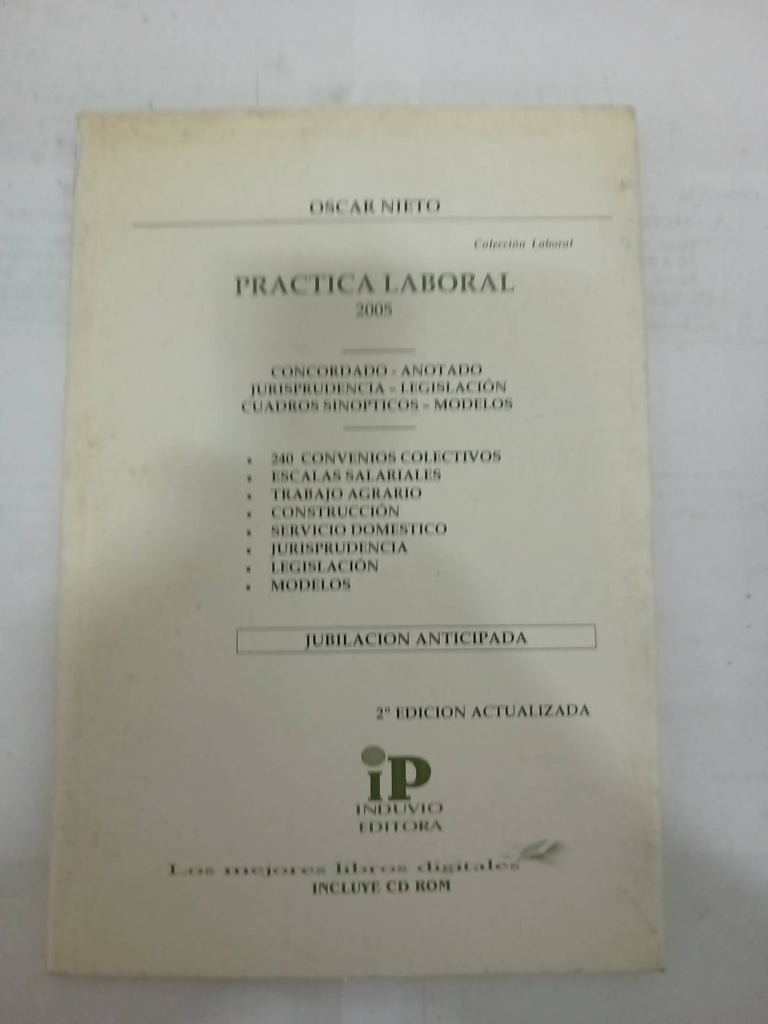 OSCAR NIETO
Colección Laboral
PRACTICA LABORAL
2005
CONCORDADO - ANOTADO
JURISPRUDENCIA - LEGISLACIÓN
CUADROS SINOPTICOS - MODELOS
• 240 CONVENIOS COLECTIVOS
• ESCALAS SALARIALES
• TRABAJO AGRARIO
• CONSTRUCCIÓN
• SERVICIO DOMESTICO
• JURISPRUDENCIA
• LEGISLACIÓN
• MODELOS
JUBILACION ANTICIPADA
2º EDICION ACTUALIZADA
iP
INDUVIO
EDITORA
Los mejores libros digitales
INCLUYE CD ROM